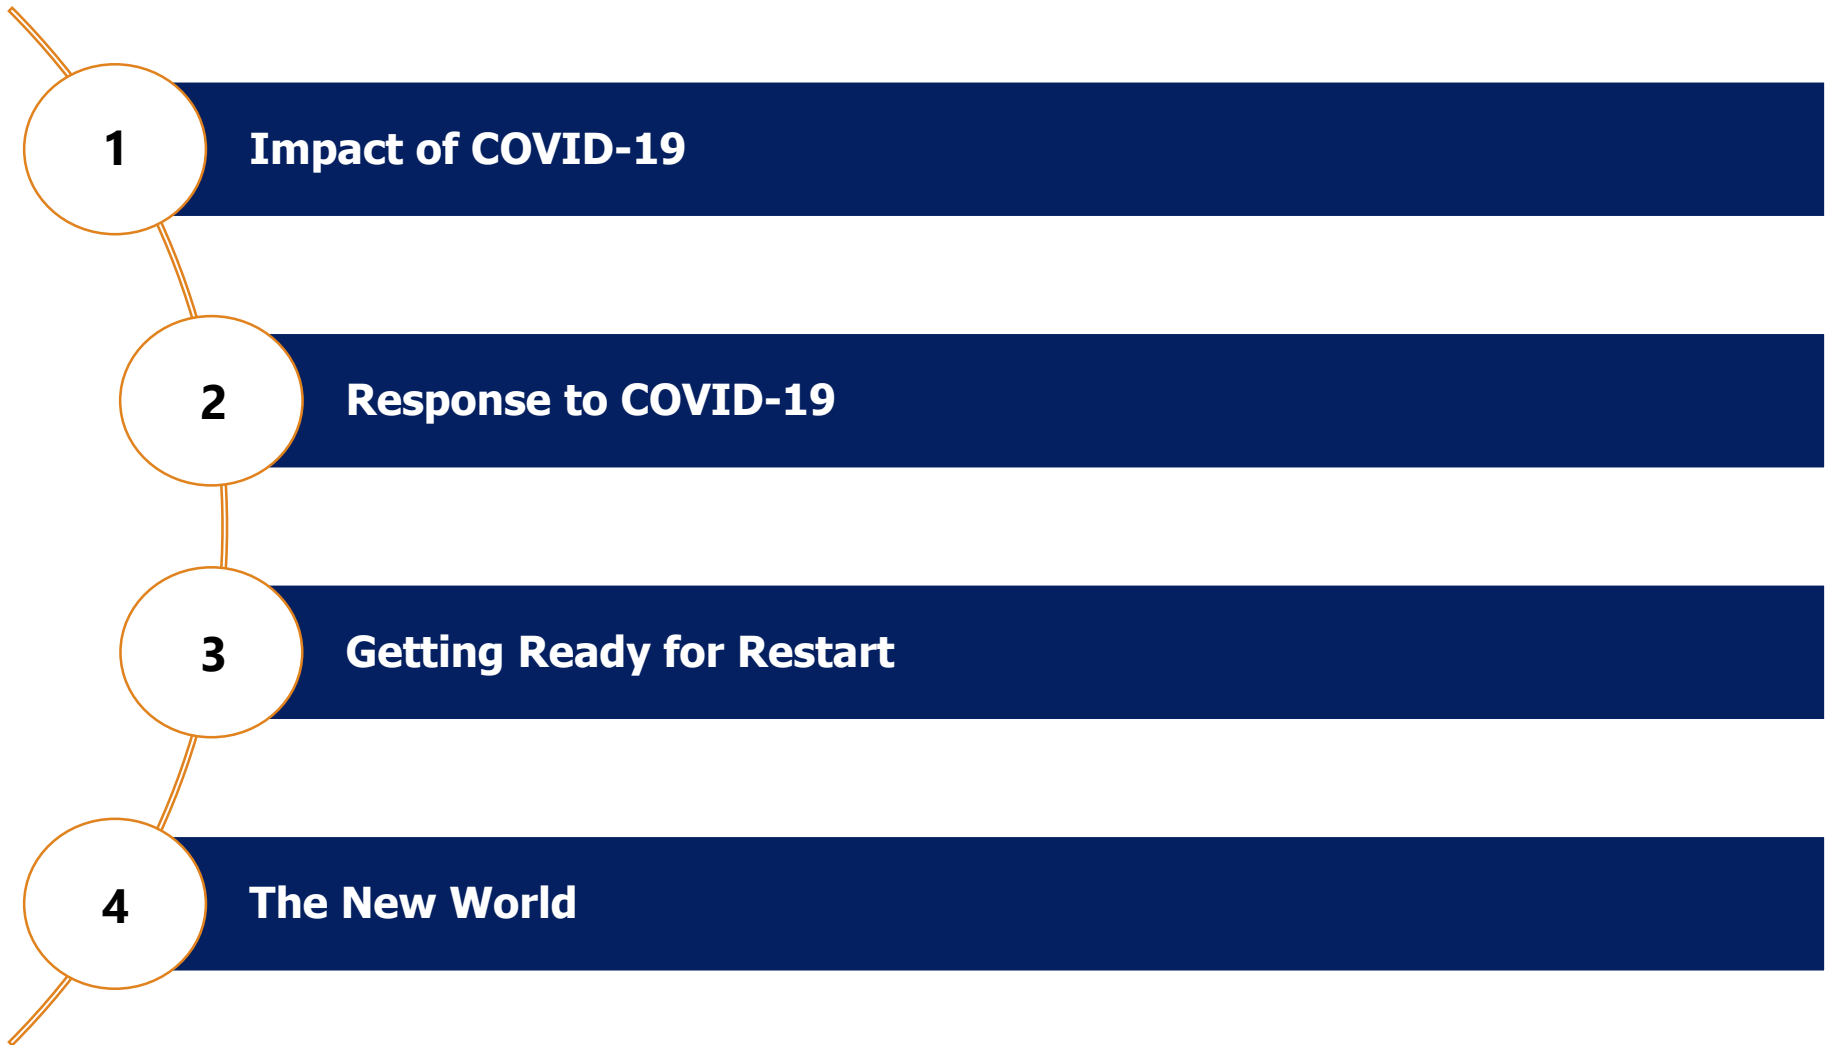 1
Impact of COVID-19
2
Response to COVID-19
3
Getting Ready for Restart
4
The New World